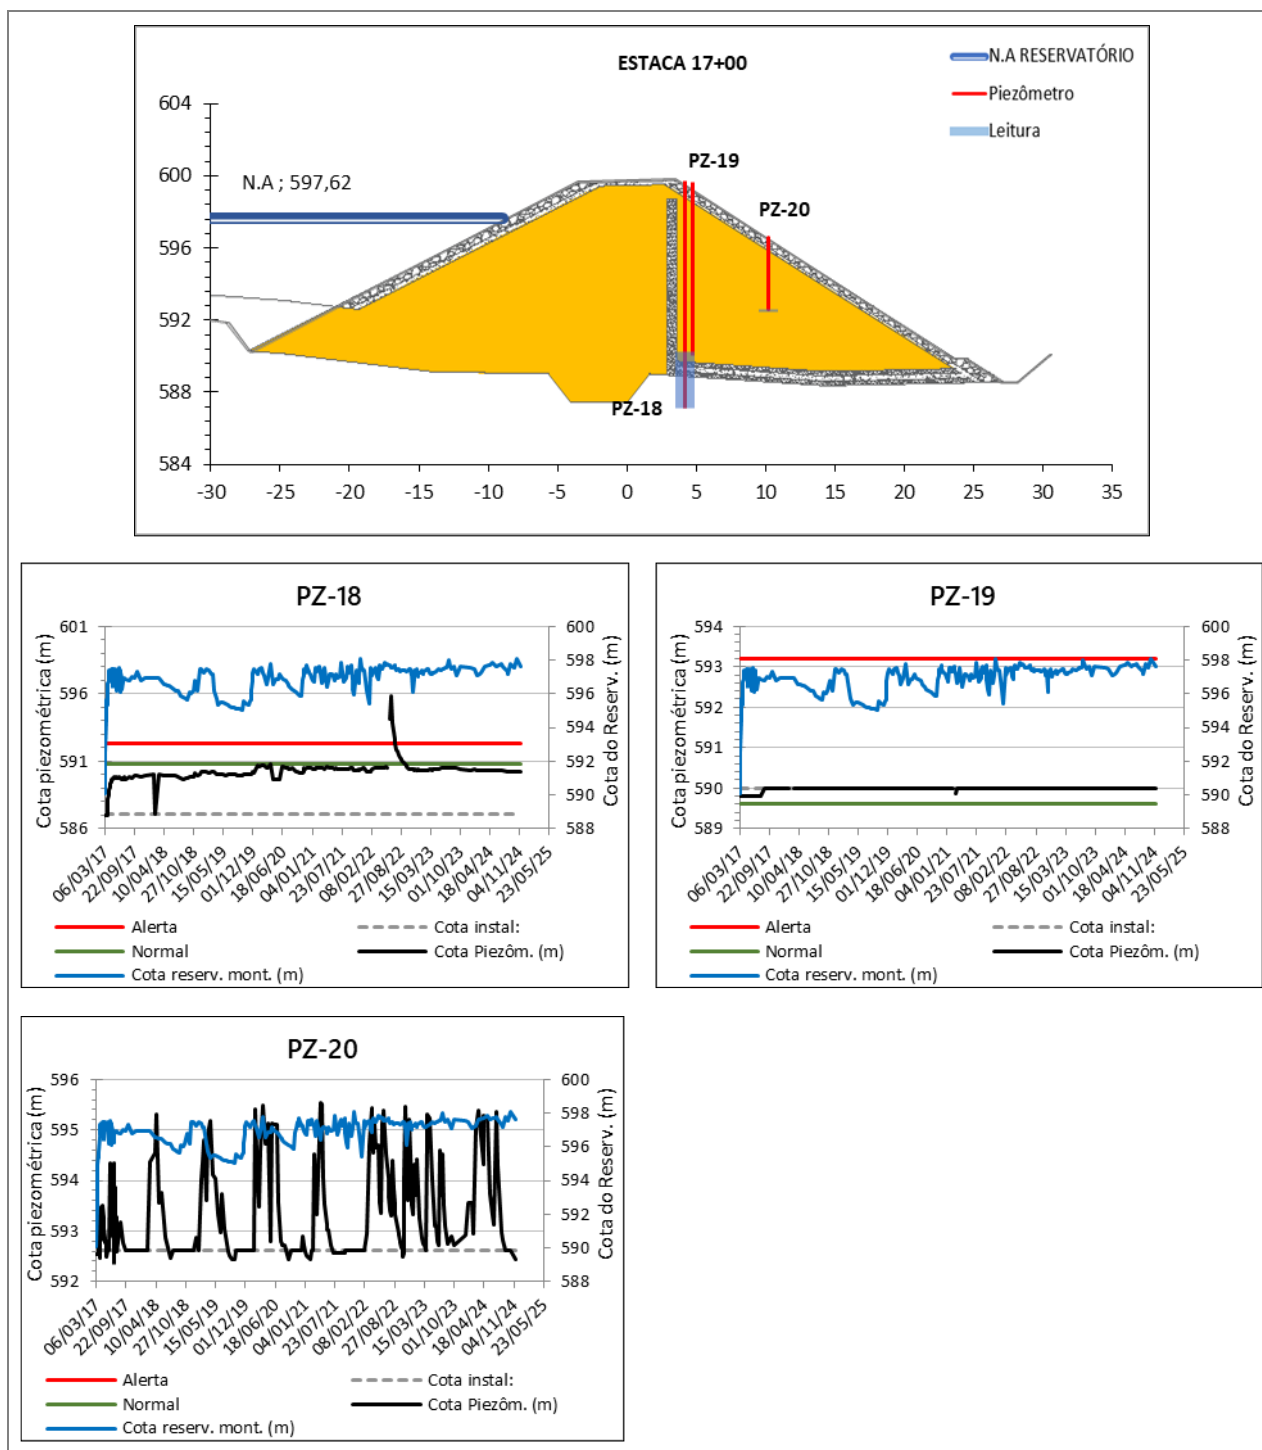 ESTACA 17+00
N.A RESERVATÓRIO
Piezômetro
Leitura
604
600
596
592
588
584
N.A ; 597,62
PZ-19
PZ-20
PZ-18
-30 -25 -20 -15 -10 -5 0 5 10 15 20 25 30 35
PZ-18
Cota piezométrica (m)
601
596
591
586
600
598
596
594
592
590
588
Cota do Reserv. (m)
06/03/17 22/09/17 10/04/18 27/10/18 15/05/19 01/12/19 18/06/20 04/01/21 23/07/21 08/02/22 27/08/22 15/03/23 01/10/23 18/04/24 04/11/24 23/05/25
Alerta Cota instal:
Normal Cota Piezôm. (m)
Cota reserv. mont. (m)
PZ-19
Cota piezométrica (m)
594
593
592
591
590
589
600
598
596
594
592
590
588
Cota do Reserv. (m)
06/03/17 22/09/17 10/04/18 27/10/18 15/05/19 01/12/19 18/06/20 04/01/21 23/07/21 08/02/22 27/08/22 15/03/23 01/10/23 18/04/24 04/11/24 23/05/25
Alerta Cota instal:
Normal Cota Piezôm. (m)
Cota reserv. mont. (m)
PZ-20
Cota piezométrica (m)
596
595
594
593
592
600
598
596
594
592
590
588
Cota do Reserv. (m)
06/03/17 22/09/17 10/04/18 27/10/18 15/05/19 01/12/19 18/06/20 04/01/21 23/07/21 08/02/22 27/08/22 15/03/23 01/10/23 18/04/24 04/11/24 23/05/25
Alerta Cota instal:
Normal Cota Piezôm. (m)
Cota reserv. mont. (m)